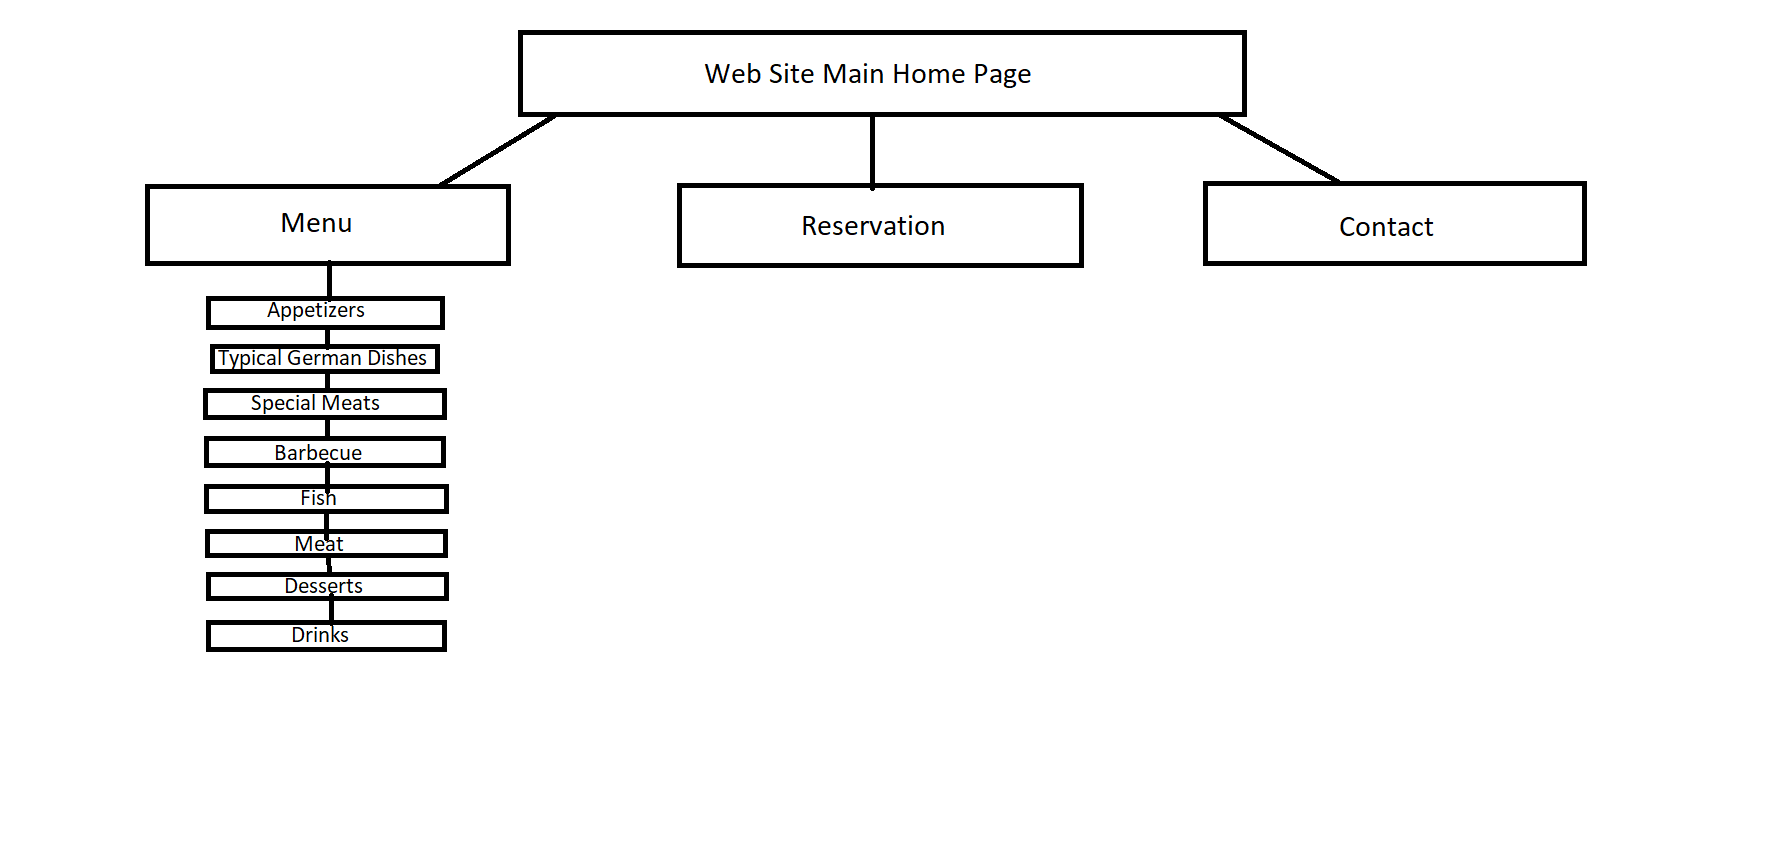 Web Site Main Home Page
Menu
Reservation
Contact
Appetizers
Typical German Dishes
Special Meats
Barbecue
Fish
Meat
Desserts
Drinks